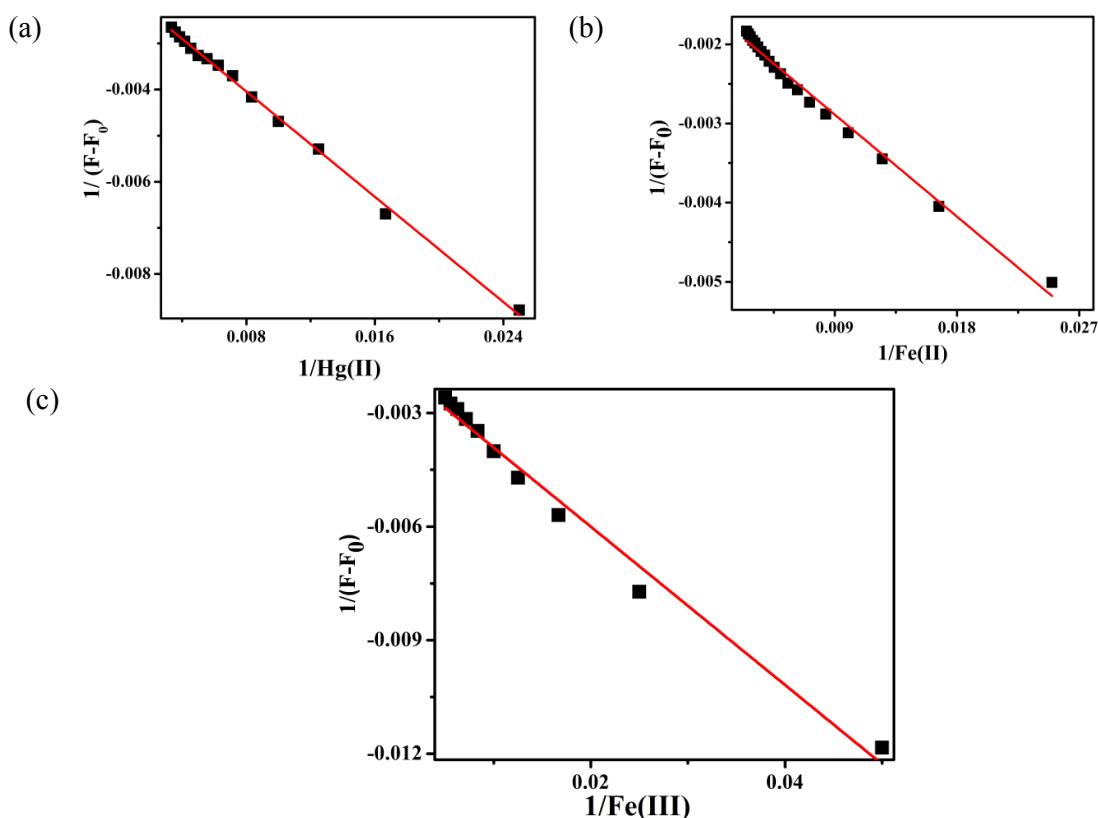 (a)
-0.004
-0.006
-0.008
1/ (F-F0)
0.008 0.016 0.024
1/Hg(II)
(b)
-0.002
-0.003
-0.004
-0.005
1/(F-F0)
0.009 0.018 0.027
1/Fe(II)
(c)
-0.003
-0.006
-0.009
-0.012
1/(F-F0)
0.02 0.04
1/Fe(III)